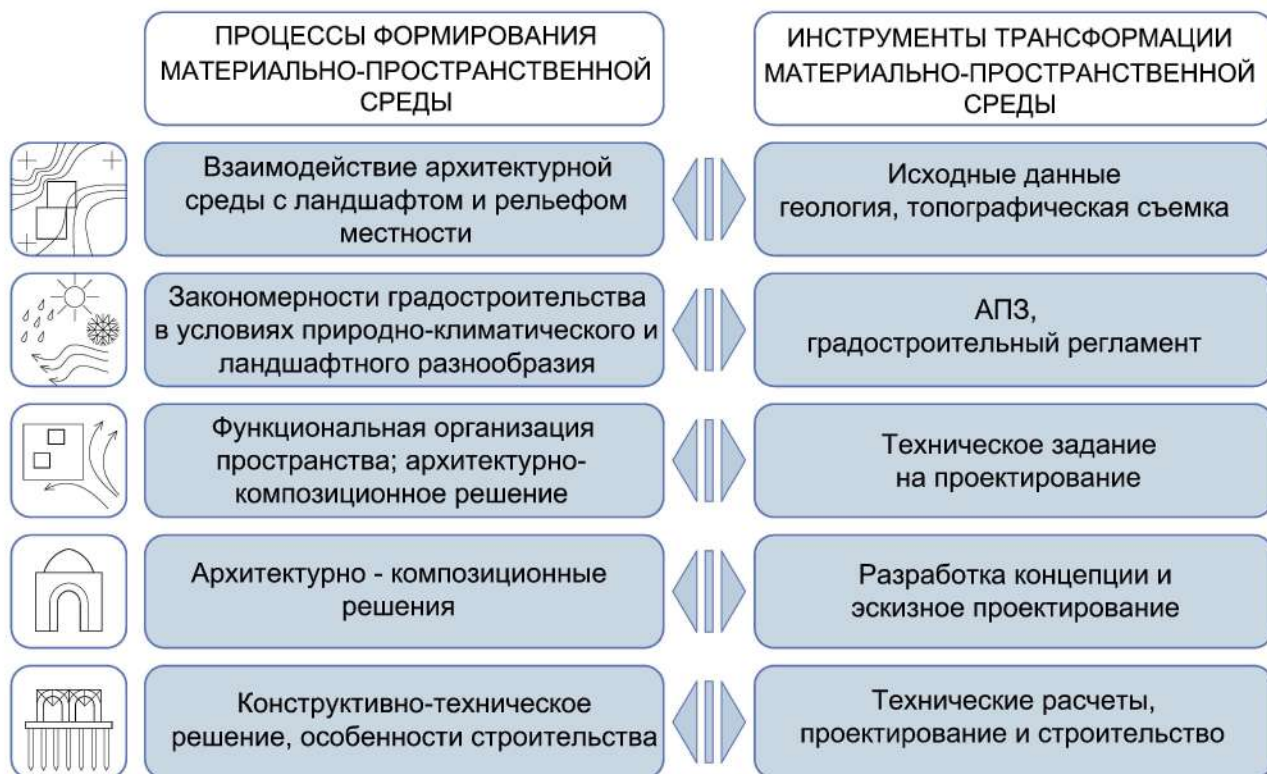 ПРОЦЕССЫ ФОРМИРОВАНИЯ
МАТЕРИАЛЬНО-ПРОСТРАНСТВЕННОЙ
СРЕДЫ
ИНСТРУМЕНТЫ ТРАНСФОРМАЦИИ
МАТЕРИАЛЬНО-ПРОСТРАНСТВЕННОЙ
СРЕДЫ
Взаимодействие архитектурной
среды с ландшафтом и рельефом
местности
Исходные данные
геология, топографическая съемка
Закономерности градостроительства
в условиях природно-климатического и
ландшафтного разнообразия
АПЗ,
градостроительный регламент
Функциональная организация
пространства; архитектурно-
композиционное решение
Техническое задание
на проектирование
Архитектурно - композиционные
решения
Разработка концепции и
эскизное проектирование
Конструктивно-техническое
решение, особенности строительства
Технические расчеты,
проектирование и строительство